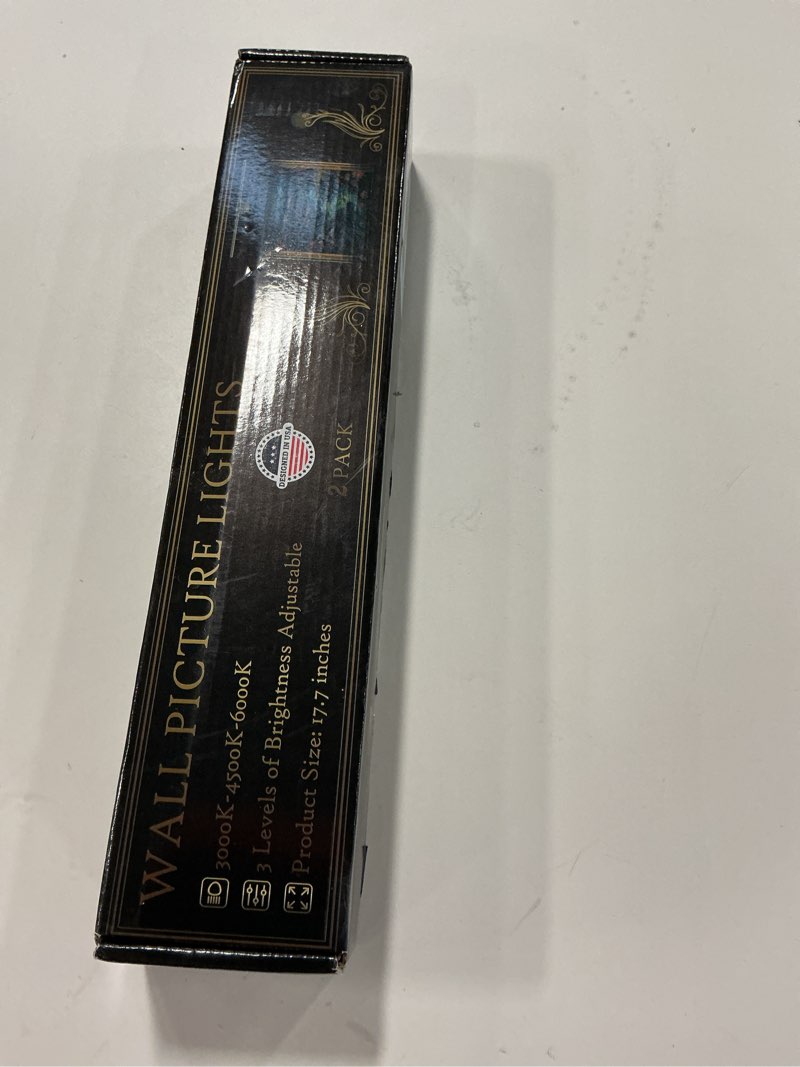 WALL PICTURE LIGHTS
3000K-4500K-6000K
3 Levels of Brightness Adjustable
Product Size: 17.7 inches
DESIGNED IN USA
2 PACK